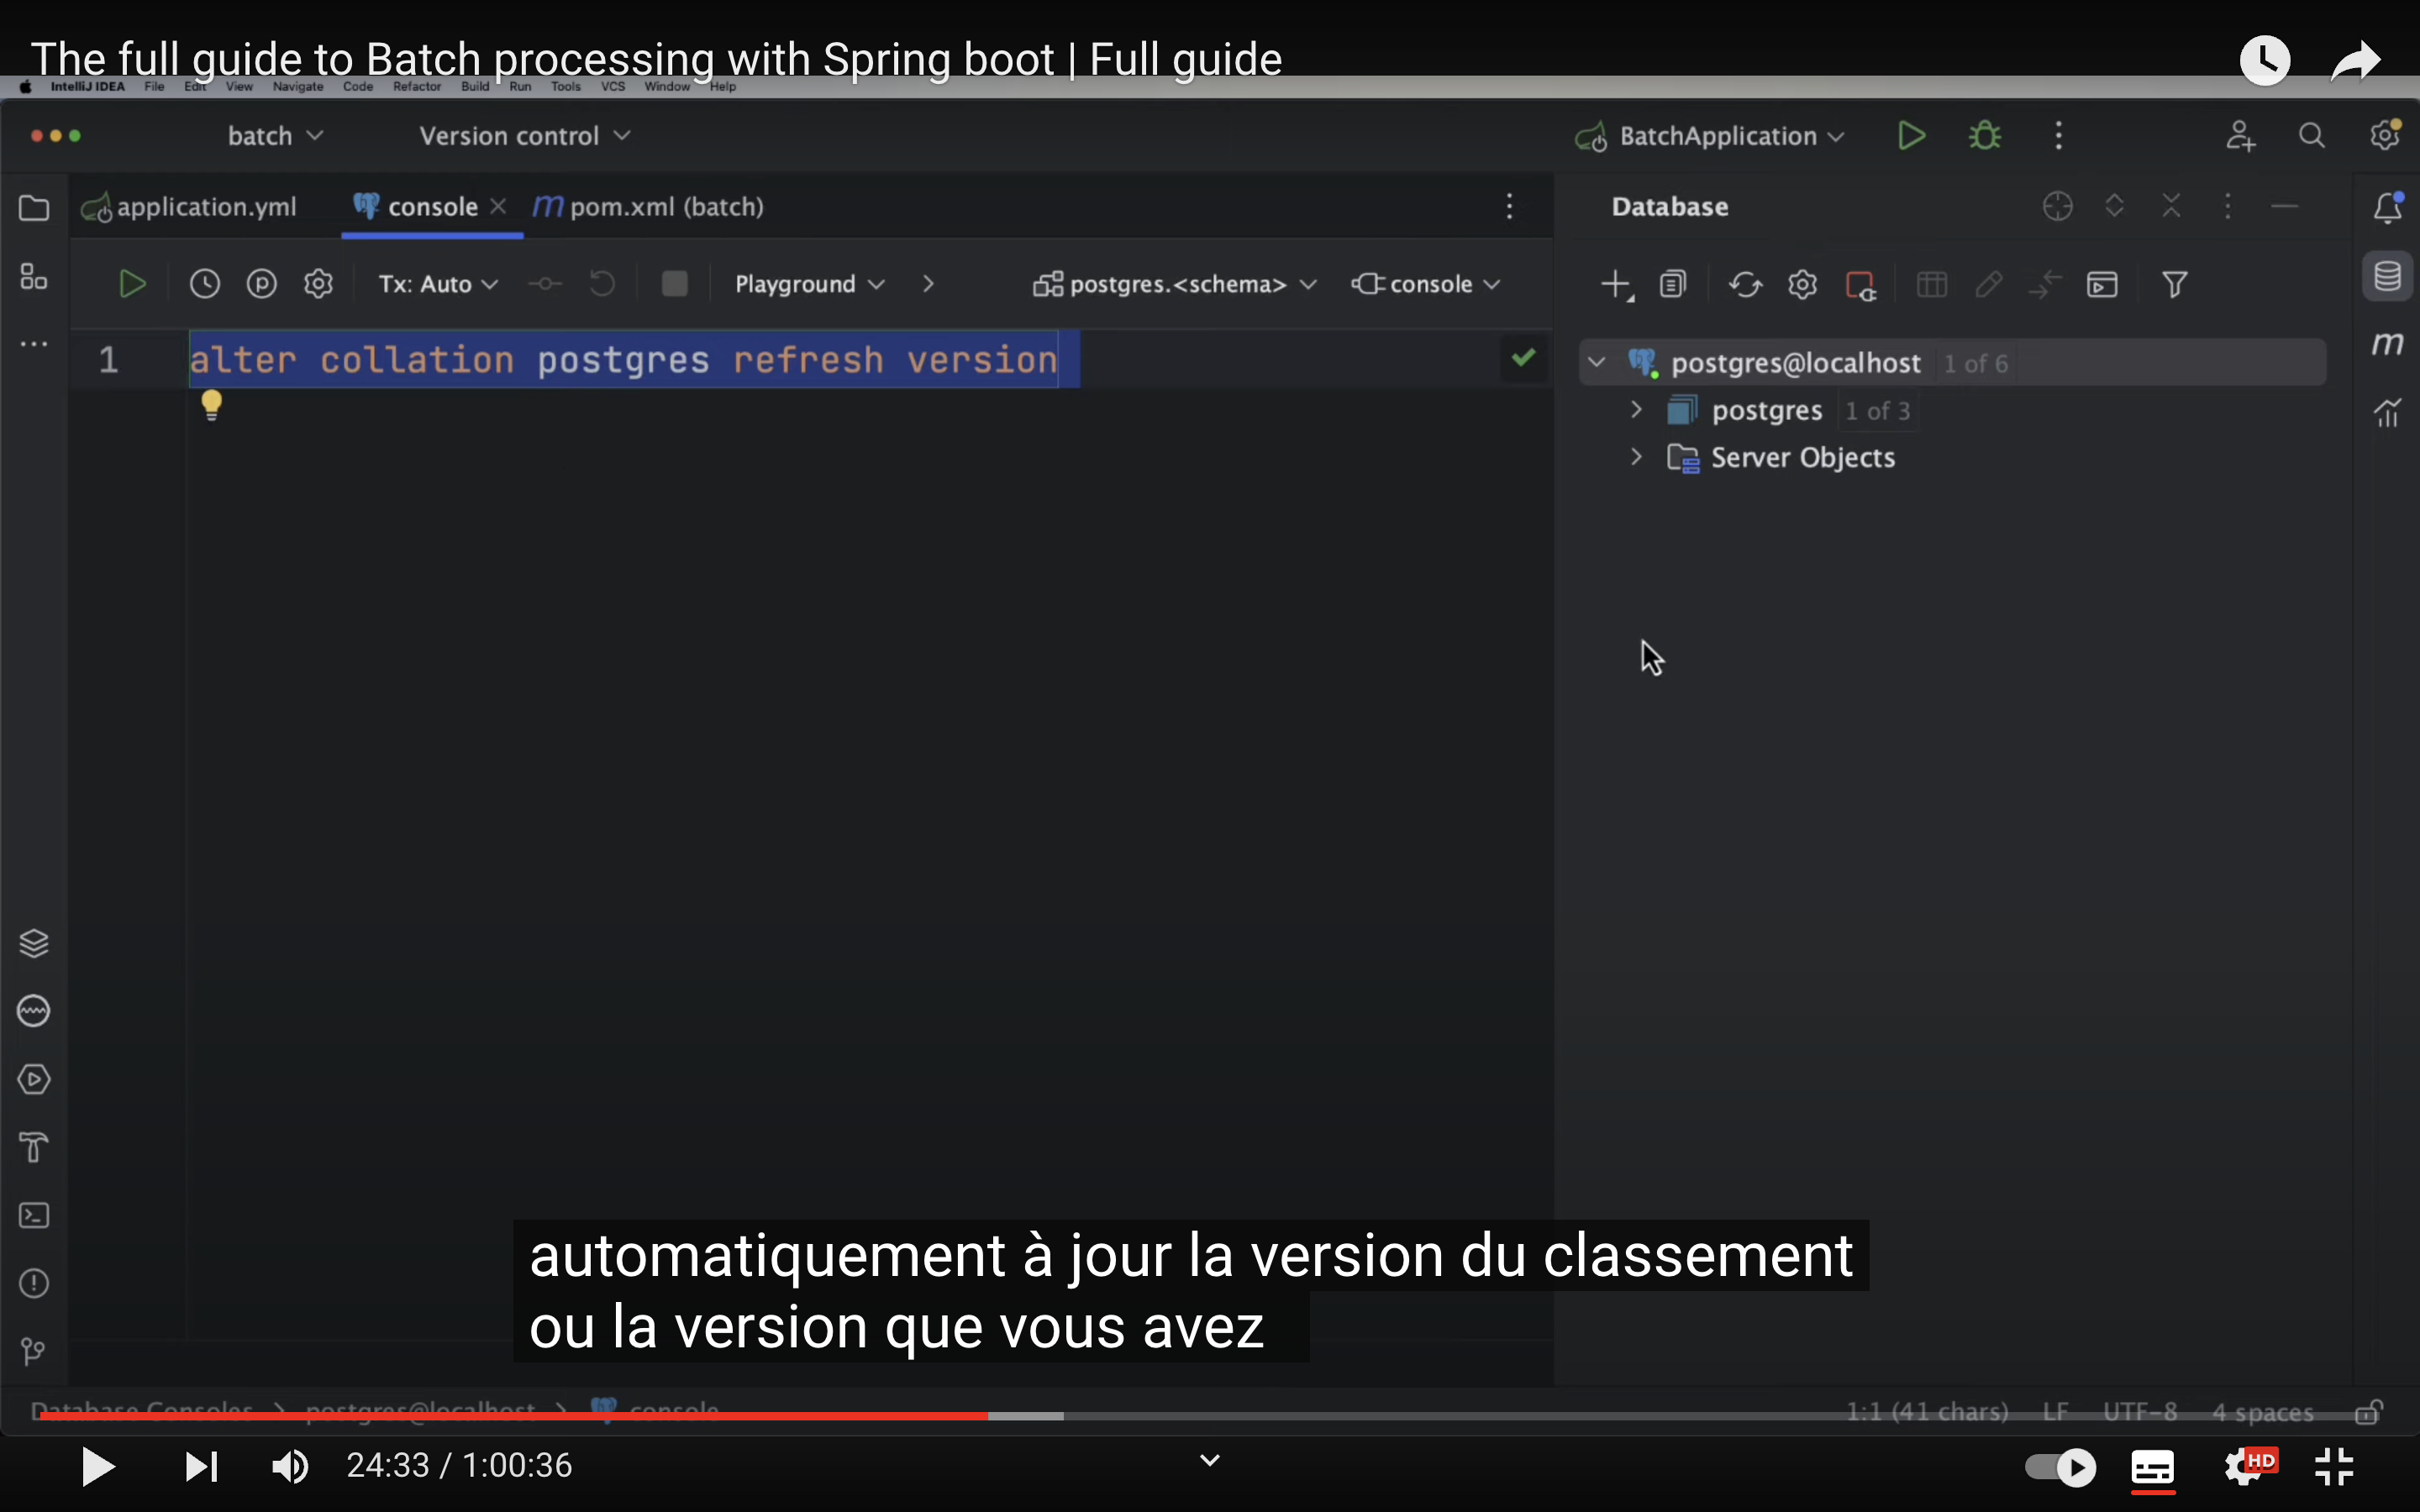 The full guide to Batch processing with Spring boot | Full guide
IntelliJ IDEA File Edit View Navigate Code Refactor Build Run Tools VCS Window Help
batch Version control BatchApplication
application.yml console pom.xml (batch) Database
Tx: Auto Playground postgres.<schema> console
1 alter collation postgres refresh version
postgres@localhost 1 of 6
postgres 1 of 3
Server Objects
automatiquement à jour la version du classement
ou la version que vous avez
Database Consoles postgres@localhost console 1:1 (41 chars) LF UTF-8 4 spaces
24:33 / 1:00:36 HD